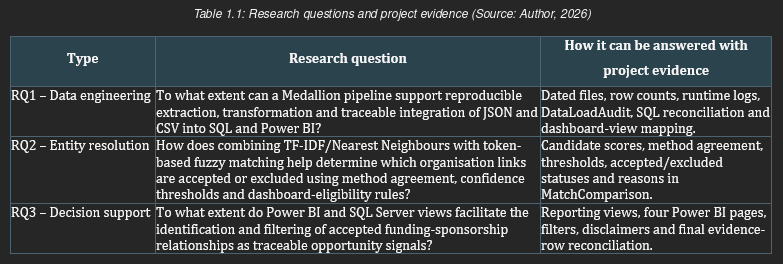 Table 1.1: Research questions and project evidence (Source: Author, 2026)
Type
Research question
How it can be answered with
project evidence
RQ1 – Data engineering
To what extent can a Medallion pipeline support reproducible
extraction, transformation and traceable integration of JSON and
CSV into SQL and Power BI?
Dated files, row counts, runtime logs,
DataLoadAudit, SQL reconciliation and
dashboard-view mapping.
RQ2 – Entity resolution
How does combining TF-IDF/Nearest Neighbours with token-
based fuzzy matching help determine which organisation links
are accepted or excluded using method agreement, confidence
thresholds and dashboard-eligibility rules?
Candidate scores, method agreement,
thresholds, accepted/excluded
statuses and reasons in
MatchComparison.
RQ3 – Decision support
To what extent do Power BI and SQL Server views facilitate the
identification and filtering of accepted funding-sponsorship
relationships as traceable opportunity signals?
Reporting views, four Power BI pages,
filters, disclaimers and final evidence-
row reconciliation.